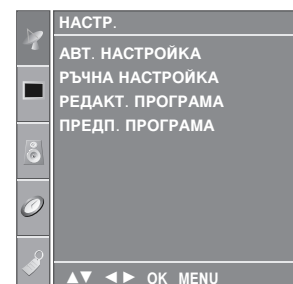 НАСТР.
АВТ. НАСТРОЙКА
РЪЧНА НАСТРОЙКА
РЕДАКТ. ПРОГРАМА
ПРЕДП. ПРОГРАМА
▲▼ ◄► OK MENU